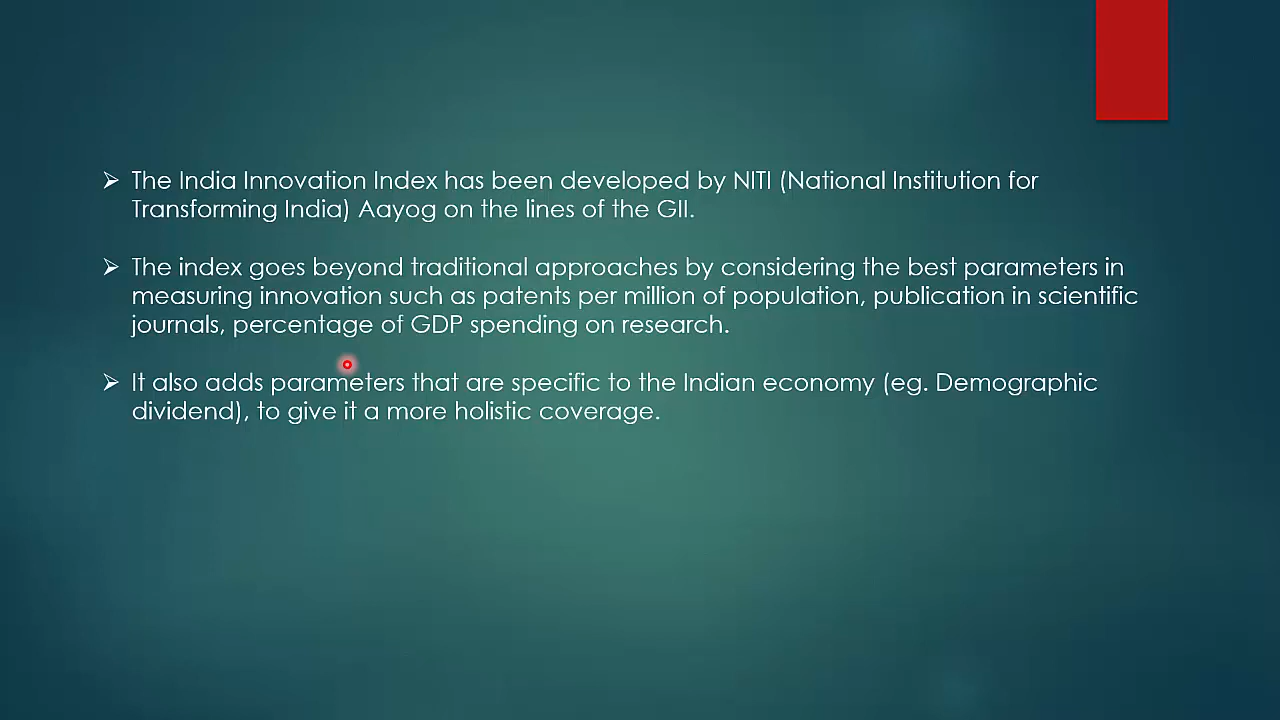 The India Innovation Index has been developed by NITI (National Institution for
Transforming India) Aayog on the lines of the GII.
The index goes beyond traditional approaches by considering the best parameters in
measuring innovation such as patents per million of population, publication in scientific
journals, percentage of GDP spending on research.
It also adds parameters that are specific to the Indian economy (eg. Demographic
dividend), to give it a more holistic coverage.